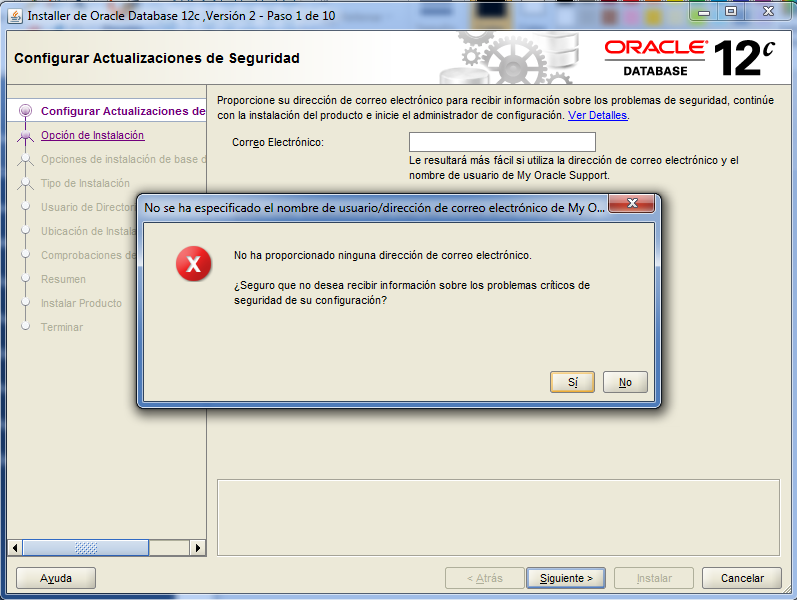 Installer de Oracle Database 12c ,Versión 2 - Paso 1 de 10
Configurar Actualizaciones de Seguridad
ORACLE®
DATABASE
12c
Configurar Actualizaciones de
Opción de Instalación
Opciones de instalación de base d
Tipo de Instalación
Usuario de Director
Ubicación de Instala
Comprobaciones de
Resumen
Instalar Producto
Terminar
Proporcione su dirección de correo electrónico para recibir información sobre los problemas de seguridad, continúe
con la instalación del producto e inicie el administrador de configuración. Ver Detalles.
Correo Electrónico:
Le resultará más fácil si utiliza la dirección de correo electrónico y el
nombre de usuario de My Oracle Support.
No se ha especificado el nombre de usuario/dirección de correo electrónico de My O...
No ha proporcionado ninguna dirección de correo electrónico.
¿Seguro que no desea recibir información sobre los problemas críticos de
seguridad de su configuración?
Sí
No
Ayuda
< Atrás
Siguiente >
Instalar
Cancelar